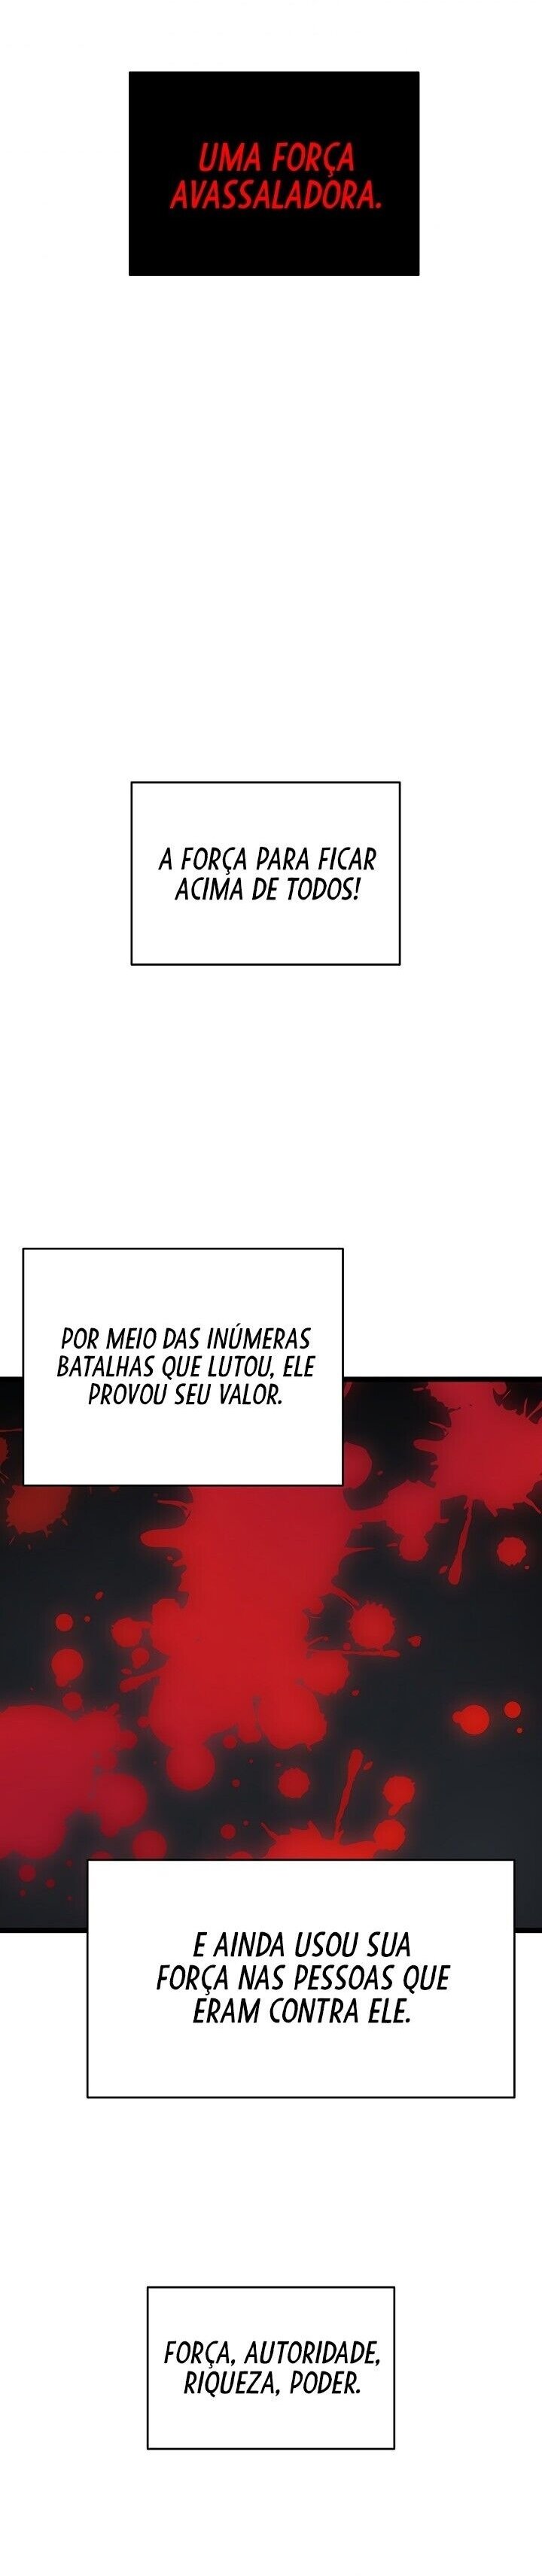 UMA FORÇA
AVASSALADORA.
A FORÇA PARA FICAR
ACIMA DE TODOS!
POR MEIO DAS INÚMERAS
BATALHAS QUE LUTOU, ELE
PROVOU SEU VALOR.
E AINDA USOU SUA
FORÇA NAS PESSOAS QUE
ERAM CONTRA ELE.
FORÇA, AUTORIDADE,
RIQUEZA, PODER.